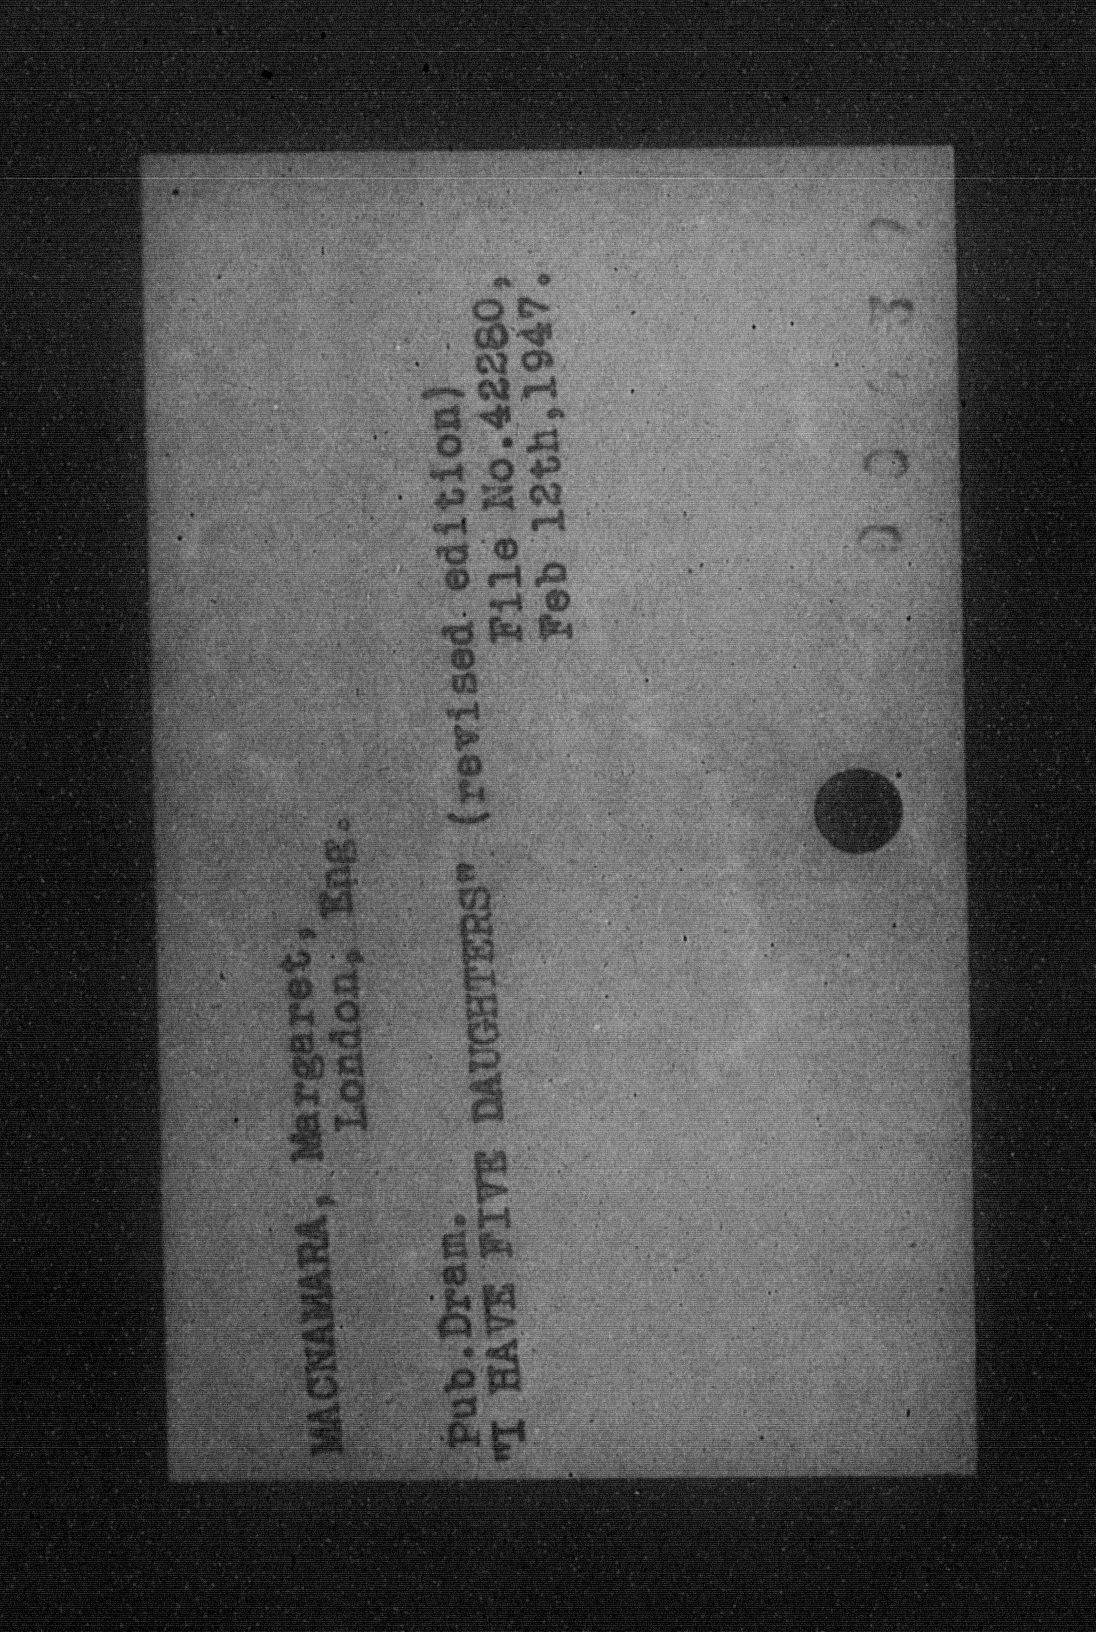 MACNAMARA, Margaret,
London, Eng.
Pub.Dram.
"I HAVE FIVE DAUGHTERS" (revised edition)
File No.42280,
Feb 12th,1947.